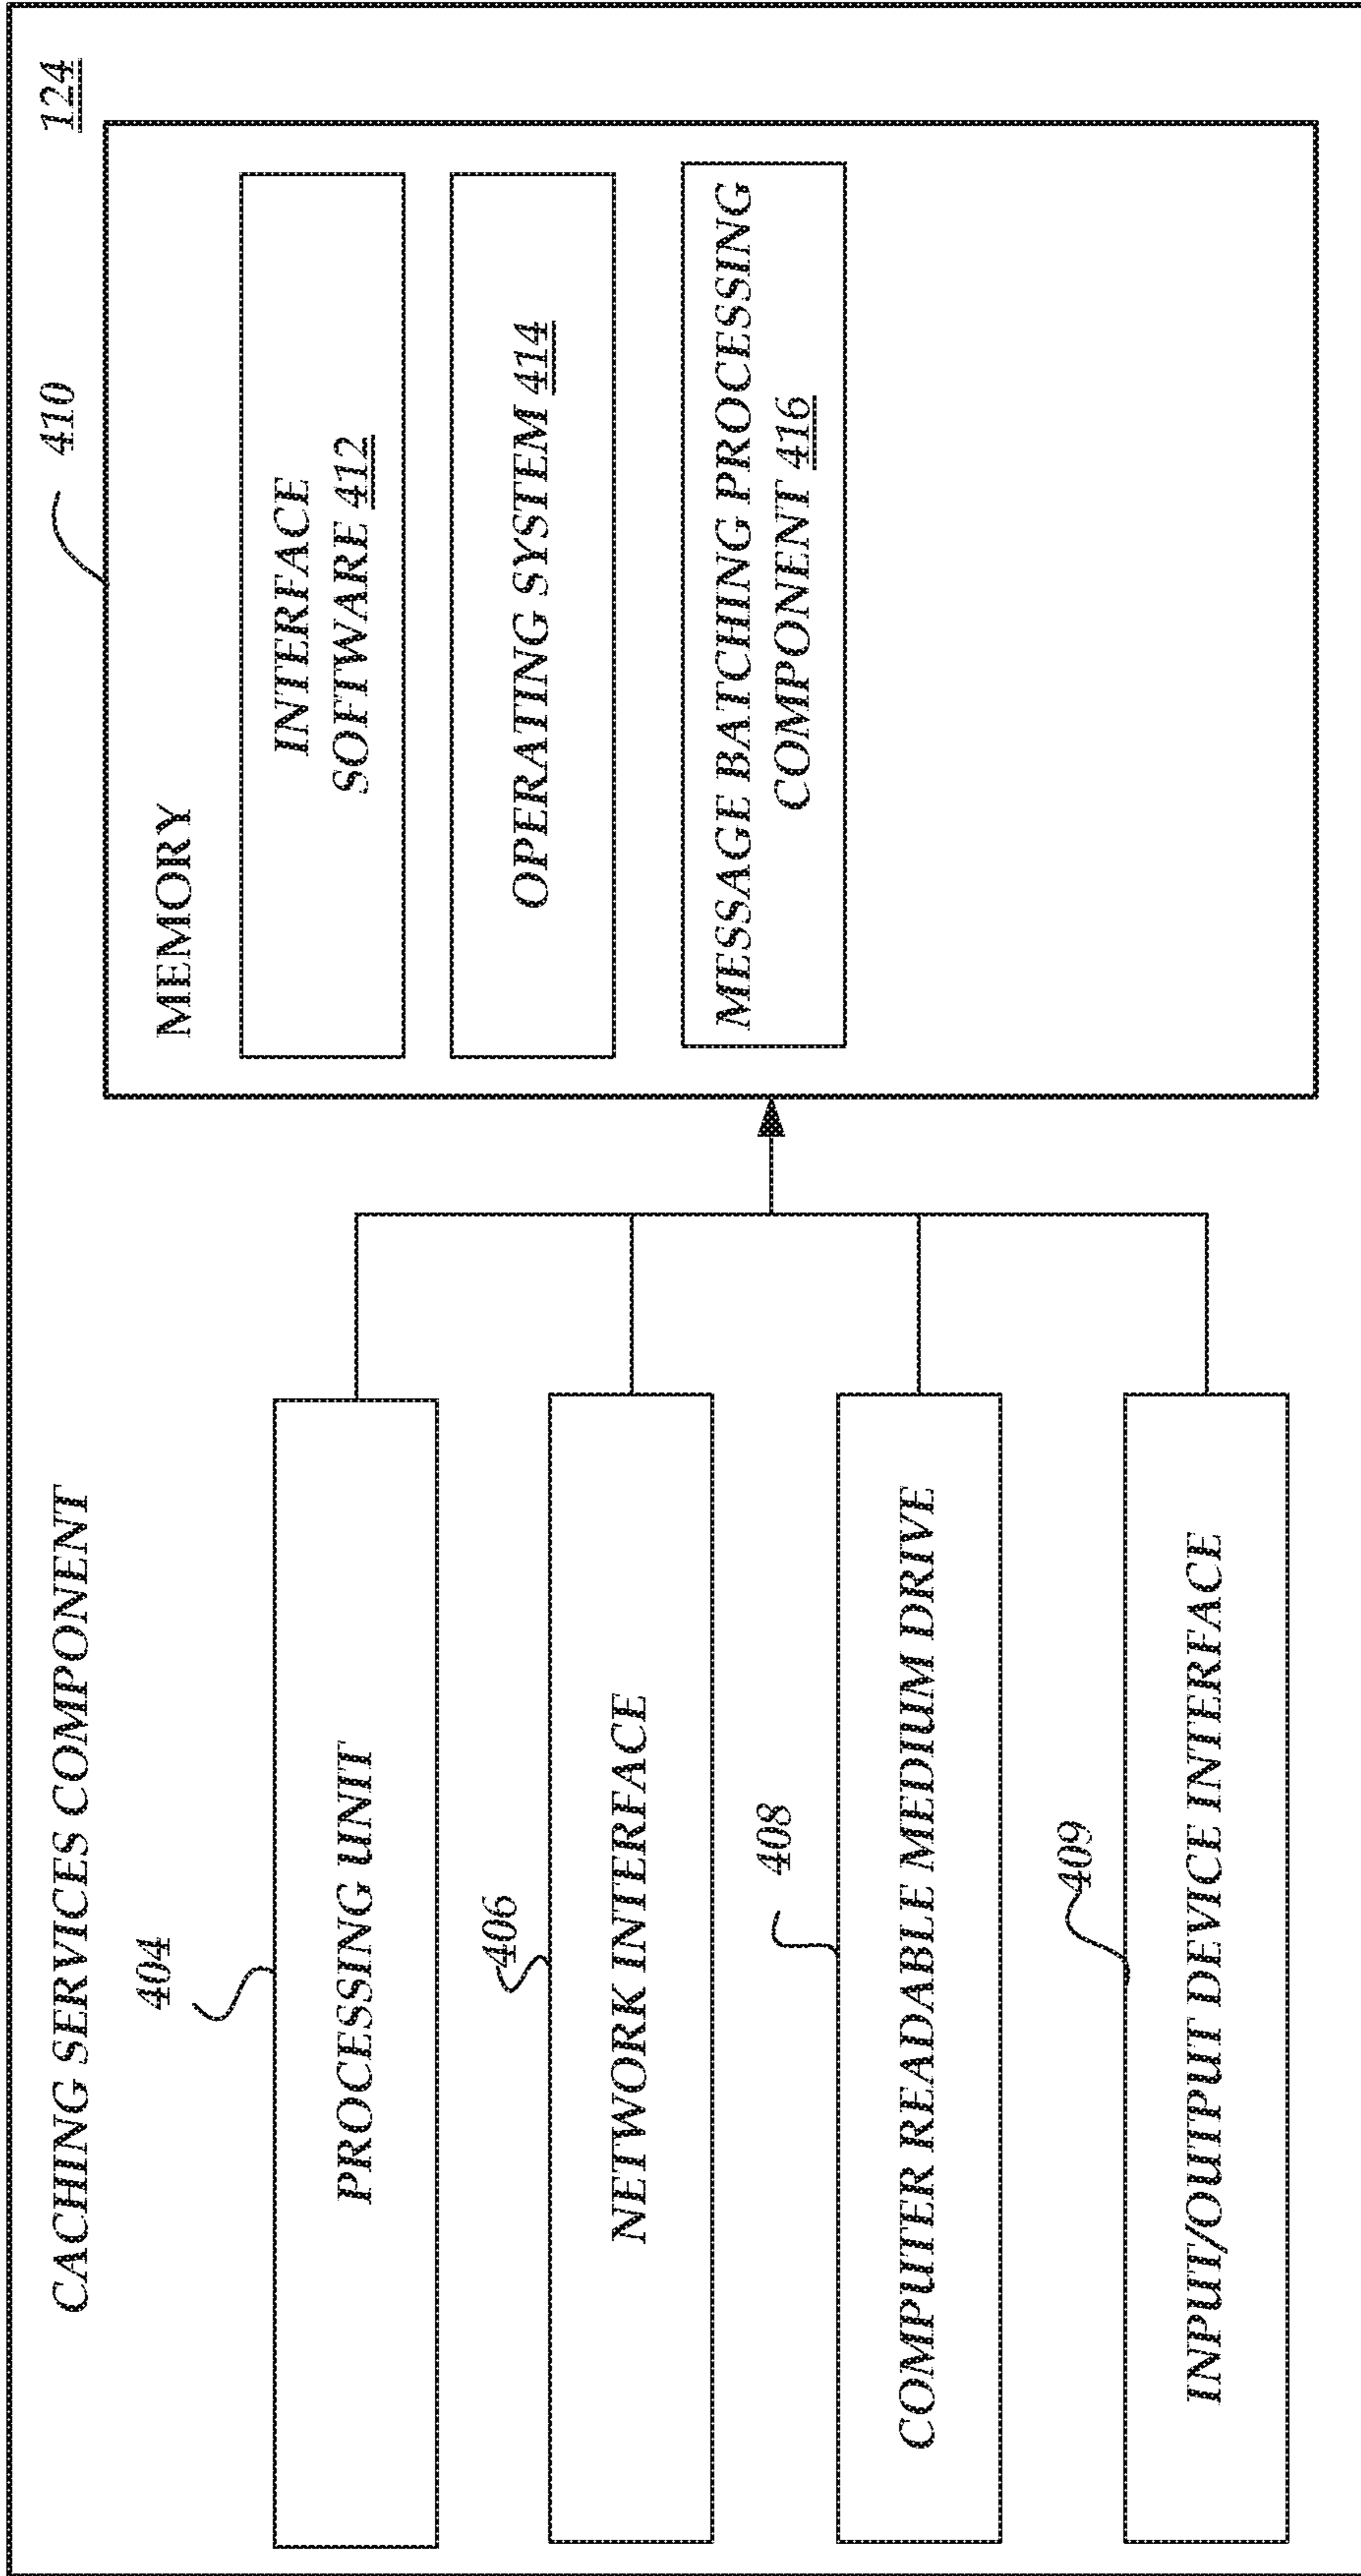 CACHING SERVICES COMPONENT
124
404
PROCESSING UNIT
406
NETWORK INTERFACE
408
COMPUTER READABLE MEDIUM DRIVE
409
INPUT/OUTPUT DEVICE INTERFACE
410
MEMORY
INTERFACE
SOFTWARE 412
OPERATING SYSTEM 414
MESSAGE BATCHING PROCESSING
COMPONENT 416